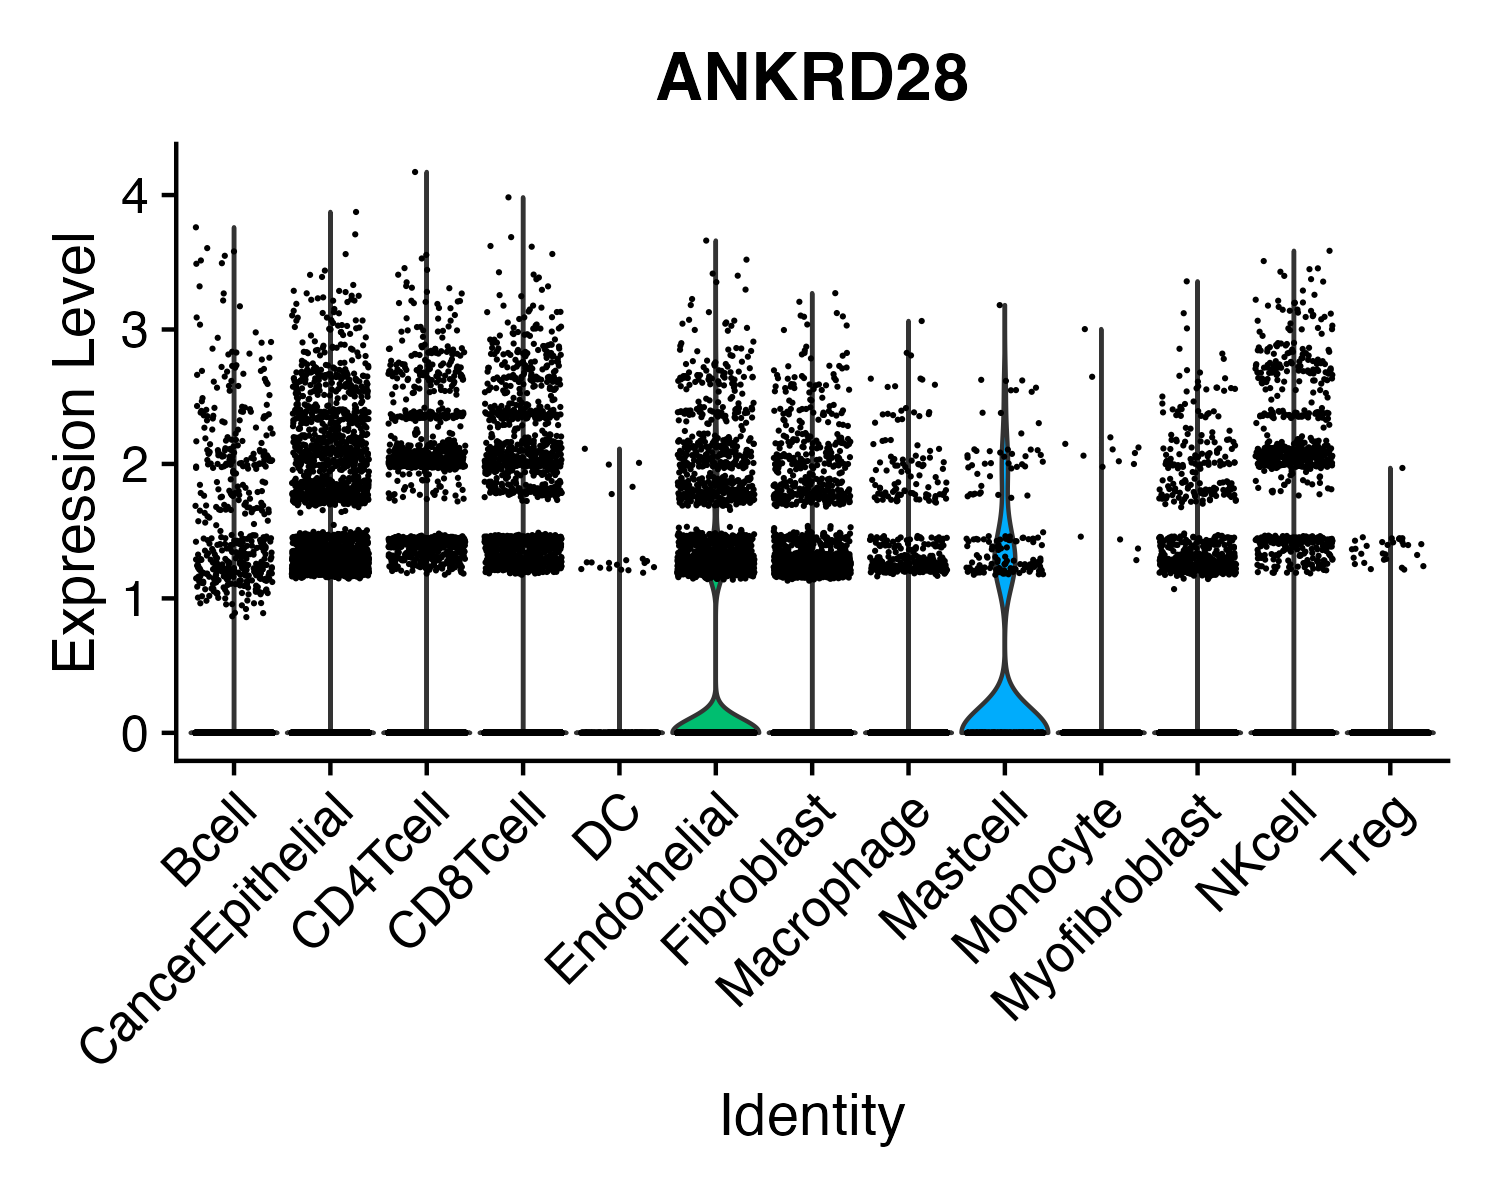 ANKRD28
Expression Level
4
3
2
1
0
Bcell
CancerEpithelial
CD4Tcell
CD8Tcell
DC
Endothelial
Fibroblast
Macrophage
Mastcell
Monocyte
Myofibroblast
NKcell
Treg
Identity